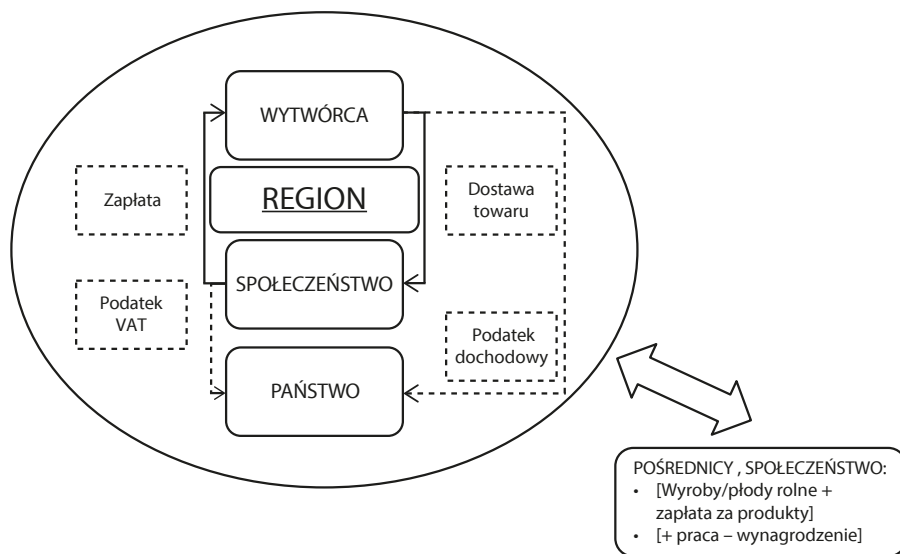 WYTWÓRCA
Zapłata
REGION
Dostawa
towaru
SPOŁECZEŃSTWO
Podatek
VAT
Podatek
dochodowy
PAŃSTWO
POŚREDNICY , SPOŁECZEŃSTWO:
• [Wyroby/płody rolne +
zapłata za produkty]
• [+ praca – wynagrodzenie]